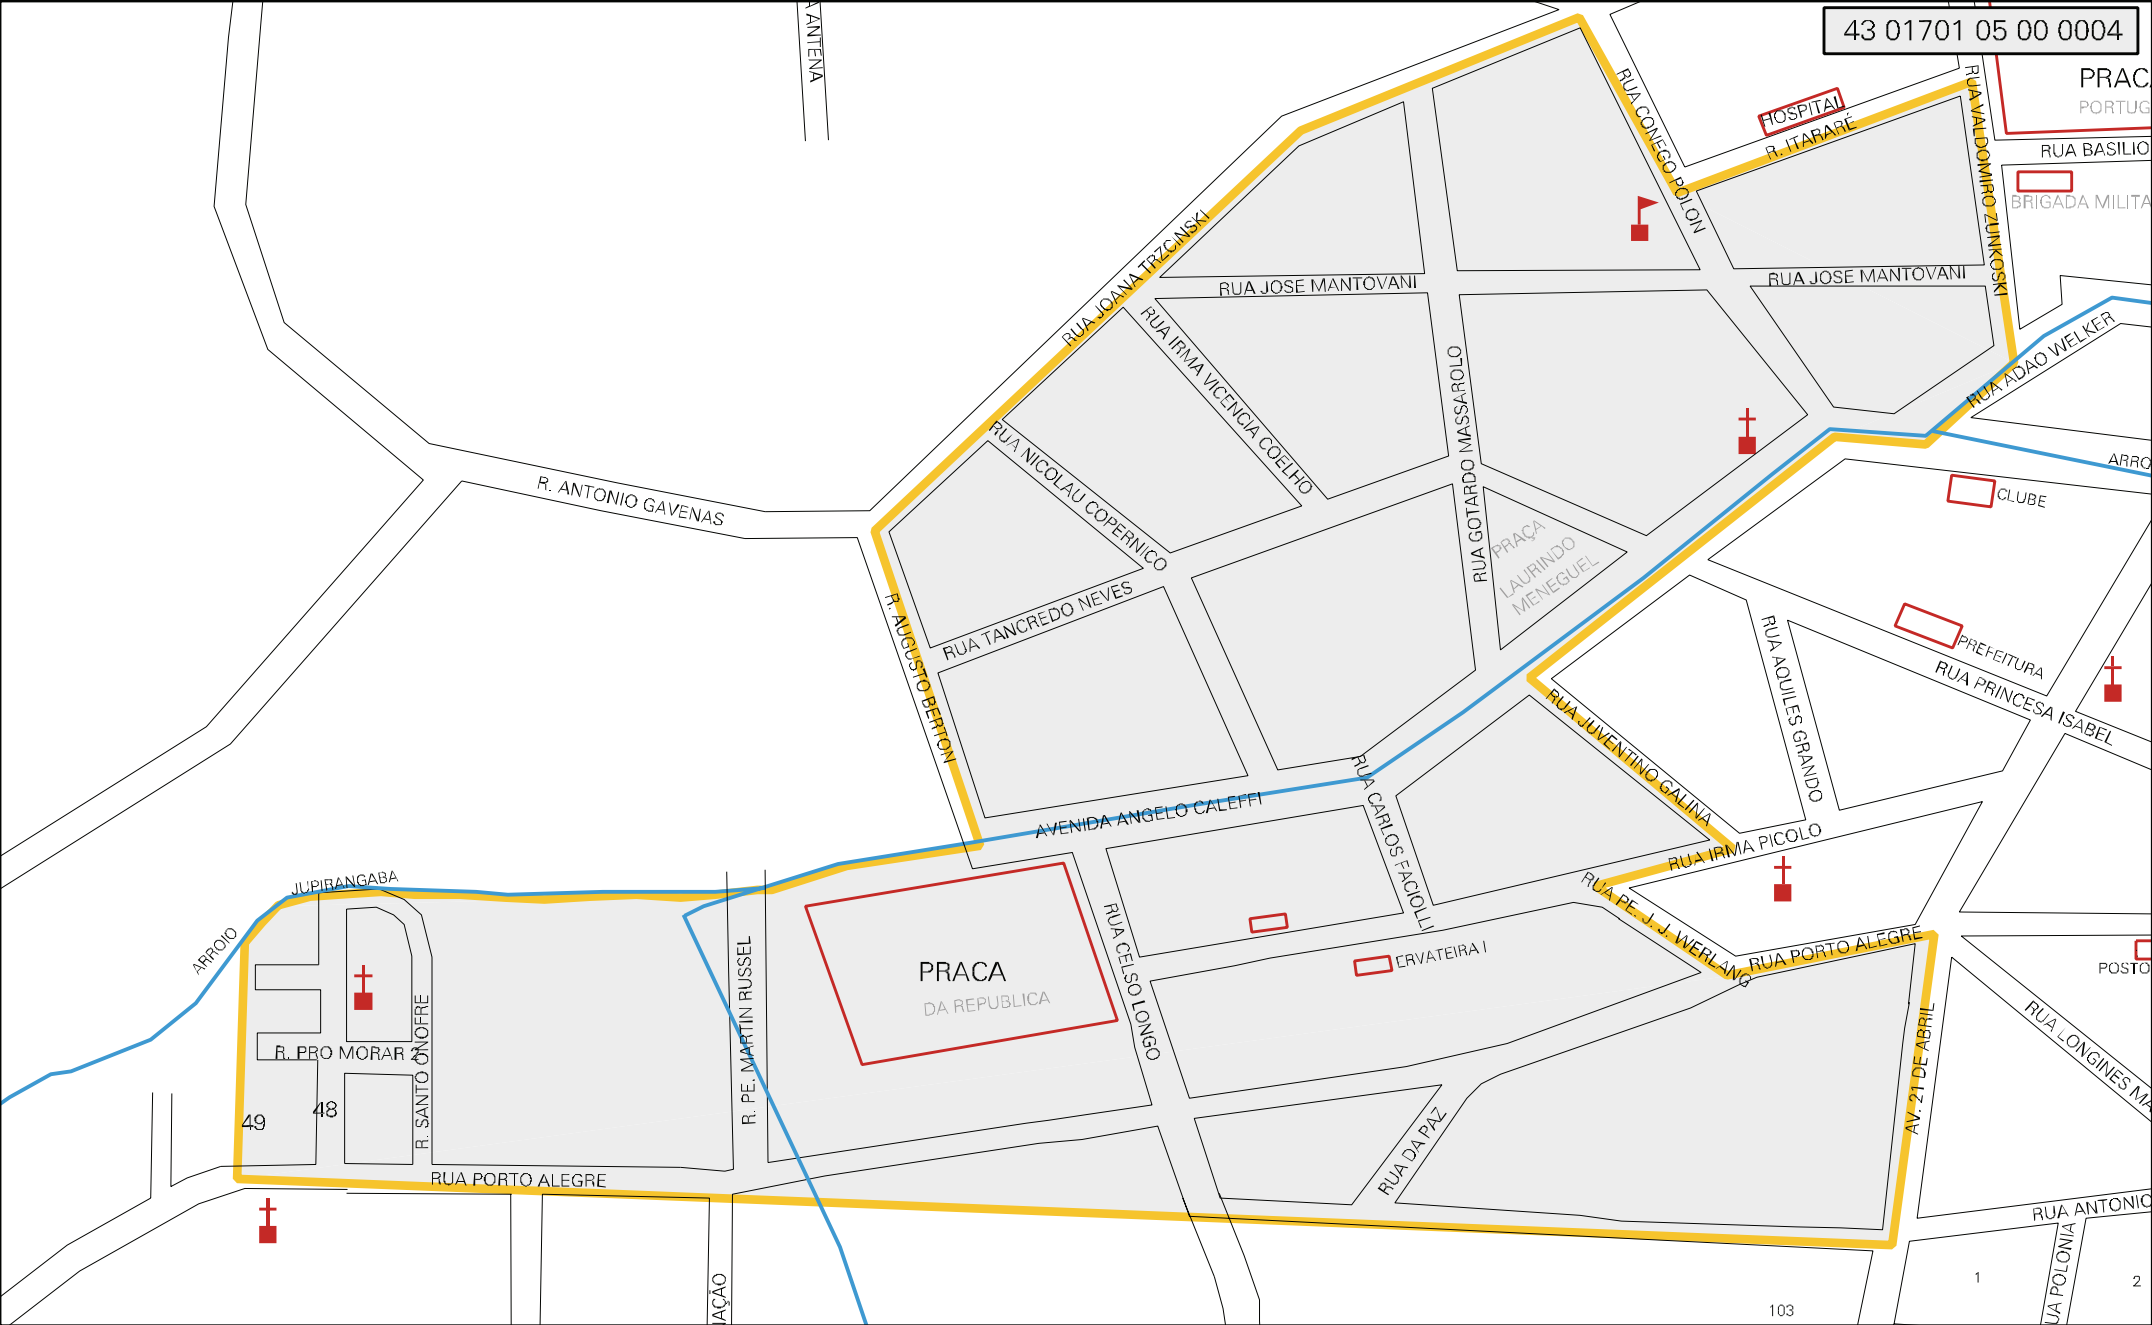 43 01701 05 00 0004
ANTENA
RUA CONEGO POLON
HOSPITAL
R. ITARARÉ
RUA VALDOMIRO ZUNKOSKI
PORTUG
RUA BASILIO
BRIGADA MILITA
RUA JOANA TRZCINSKI
RUA JOSE MANTOVANI
RUA JOSE MANTOVANI
RUA IRMA VICENCIA COELHO
RUA ADAO WELKER
RUA GOTARDO MASSAROLO
RUA NICOLAU COPERNICO
R. ANTONIO GAVENAS
ARRO
CLUBE
PRAÇA
LAURINDO
MENEGUEL
R. AUGUSTO BERTON
RUA TANCREDO NEVES
RUA AQUILES GRANDO
PREFEITURA
RUA PRINCESA ISABEL
RUA JUVENTINO GALINA
RUA CARLOS FACIOLLI
AVENIDA ANGELO CALEFFI
RUA IRMA PICOLO
JUPIRANGABA
ARROIO
RUA PE. J. J. WERLANG
RUA PORTO ALEGRE
RUA CELSO LONGO
ERVATEIRA I
PRACA
DA REPUBLICA
R. PE. MARTIN RUSSEL
POSTO
R. SANTO ONOFRE
R. PRO MORAR 2
RUA LONGINES MA
AV. 21 DE ABRIL
49
48
RUA DA PAZ
RUA PORTO ALEGRE
RUA ANTONIO
UA POLONIA
IAÇÃO
1
2
103